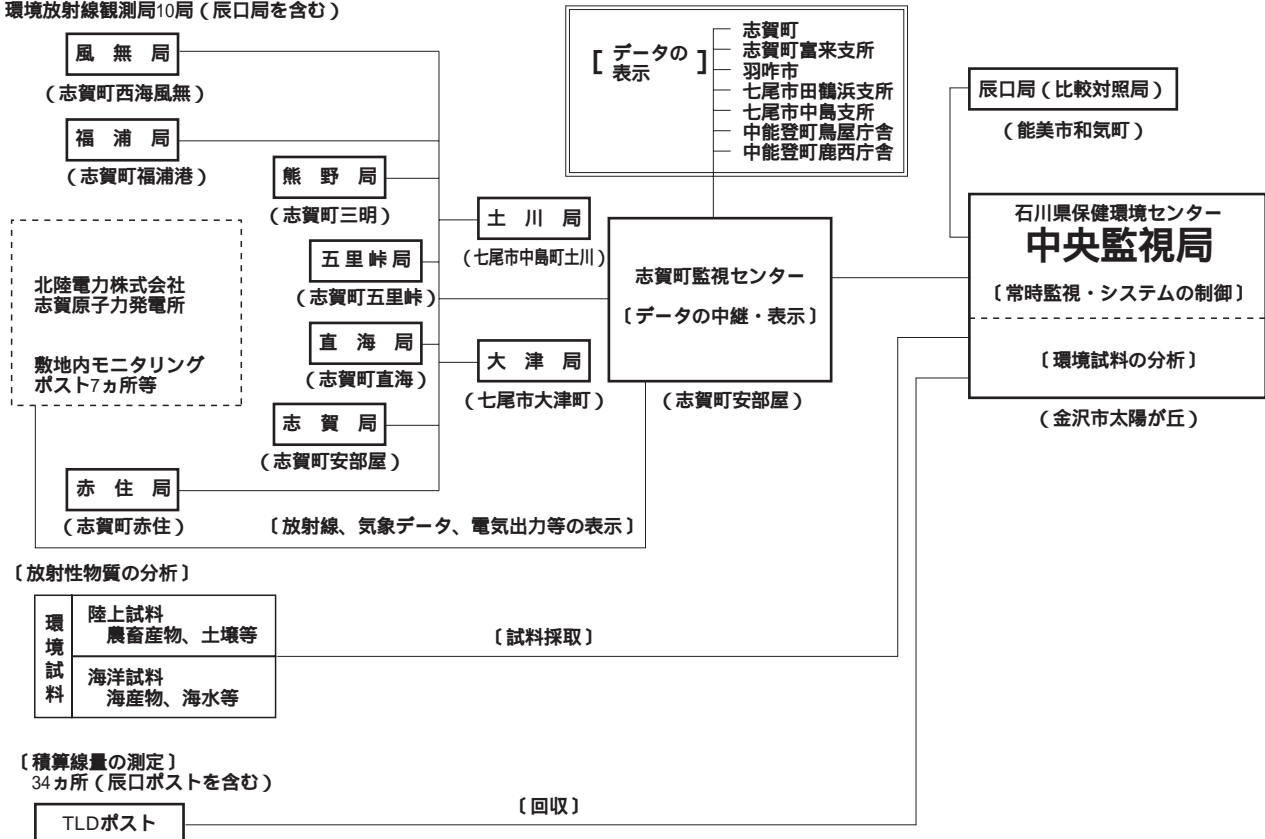 環境放射線観測局10局(辰口局を含む)
風無局
(志賀町西海風無)
福浦局
(志賀町福浦港)
熊野局
(志賀町三明)
土川局
(七尾市中島町土川)
五里峠局
(志賀町五里峠)
直海局
(志賀町直海)
大津局
(七尾市大津町)
志賀局
(志賀町安部屋)
赤住局
(志賀町赤住)
北陸電力株式会社
志賀原子力発電所
敷地内モニタリング
ポスト7ヵ所等
〔放射線、気象データ、電気出力等の表示〕
[データの
表示]
志賀町
志賀町富来支所
羽咋市
七尾市田鶴浜支所
七尾市中島支所
中能登町鳥屋庁舎
中能登町鹿西庁舎
志賀町監視センター
〔データの中継・表示〕
(志賀町安部屋)
辰口局(比較対照局)
(能美市和気町)
石川県保健環境センター
中央監視局
〔常時監視・システムの制御〕
〔環境試料の分析〕
(金沢市太陽が丘)
〔放射性物質の分析〕
環境試料
陸上試料
農畜産物、土壌等
海洋試料
海産物、海水等
〔試料採取〕
〔積算線量の測定〕
34ヵ所(辰口ポストを含む)
TLDポスト
〔回収〕